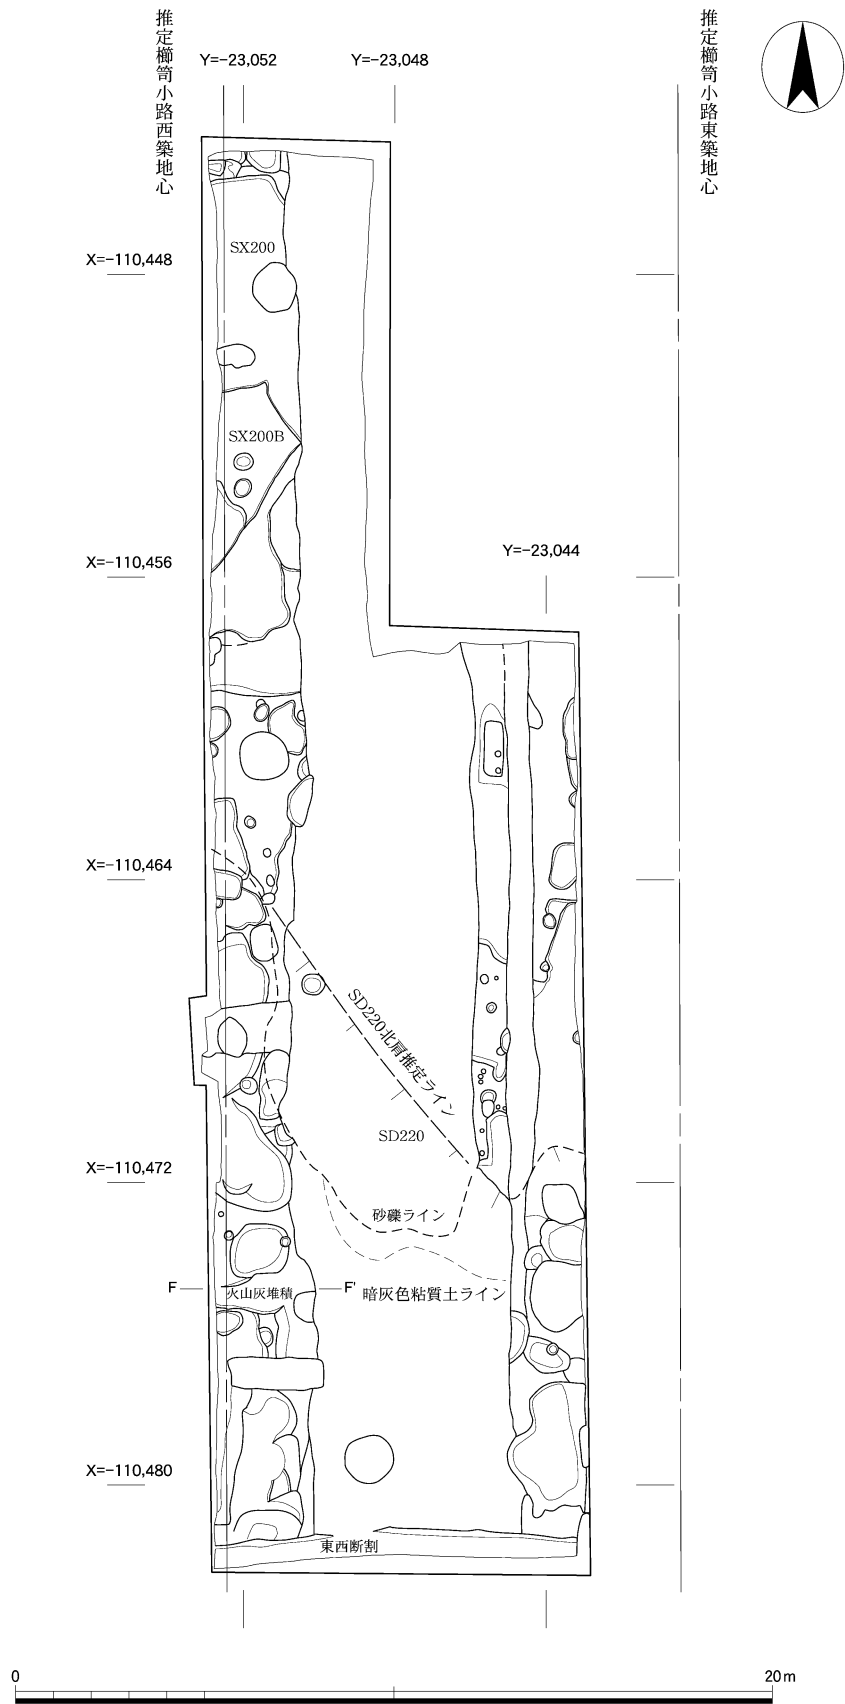 推定櫛笥小路西築地心
Y=-23,052
Y=-23,048
推定櫛笥小路東築地心
SX200
X=-110,448
SX200B
Y=-23,044
X=-110,456
X=-110,464
SD220北肩推定ライン
SD220
X=-110,472
砂礫ライン
F
F'
火山灰堆積
暗灰色粘質土ライン
X=-110,480
東西断割
0
20m